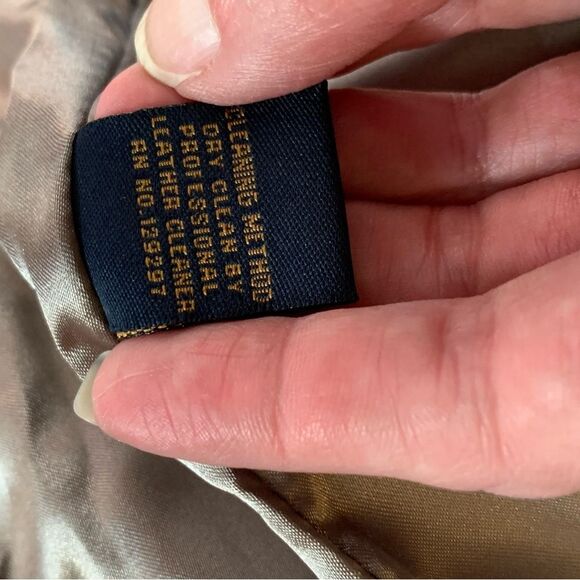 CLEANING METHOD
DRY CLEAN BY
PROFESSIONAL
LEATHER CLEANER
RN NO.129297